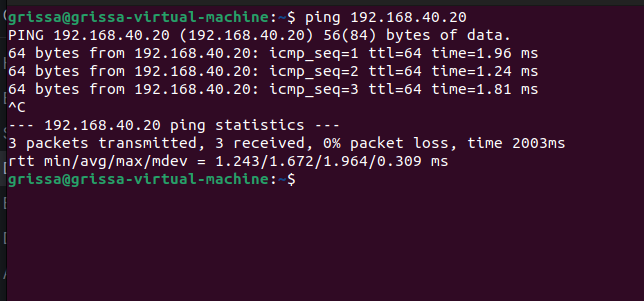 grissa@grissa-virtual-machine:~$ ping 192.168.40.20
PING 192.168.40.20 (192.168.40.20) 56(84) bytes of data.
64 bytes from 192.168.40.20: icmp_seq=1 ttl=64 time=1.96 ms
64 bytes from 192.168.40.20: icmp_seq=2 ttl=64 time=1.24 ms
64 bytes from 192.168.40.20: icmp_seq=3 ttl=64 time=1.81 ms
^C
--- 192.168.40.20 ping statistics ---
3 packets transmitted, 3 received, 0% packet loss, time 2003ms
rtt min/avg/max/mdev = 1.243/1.672/1.964/0.309 ms
grissa@grissa-virtual-machine:~$